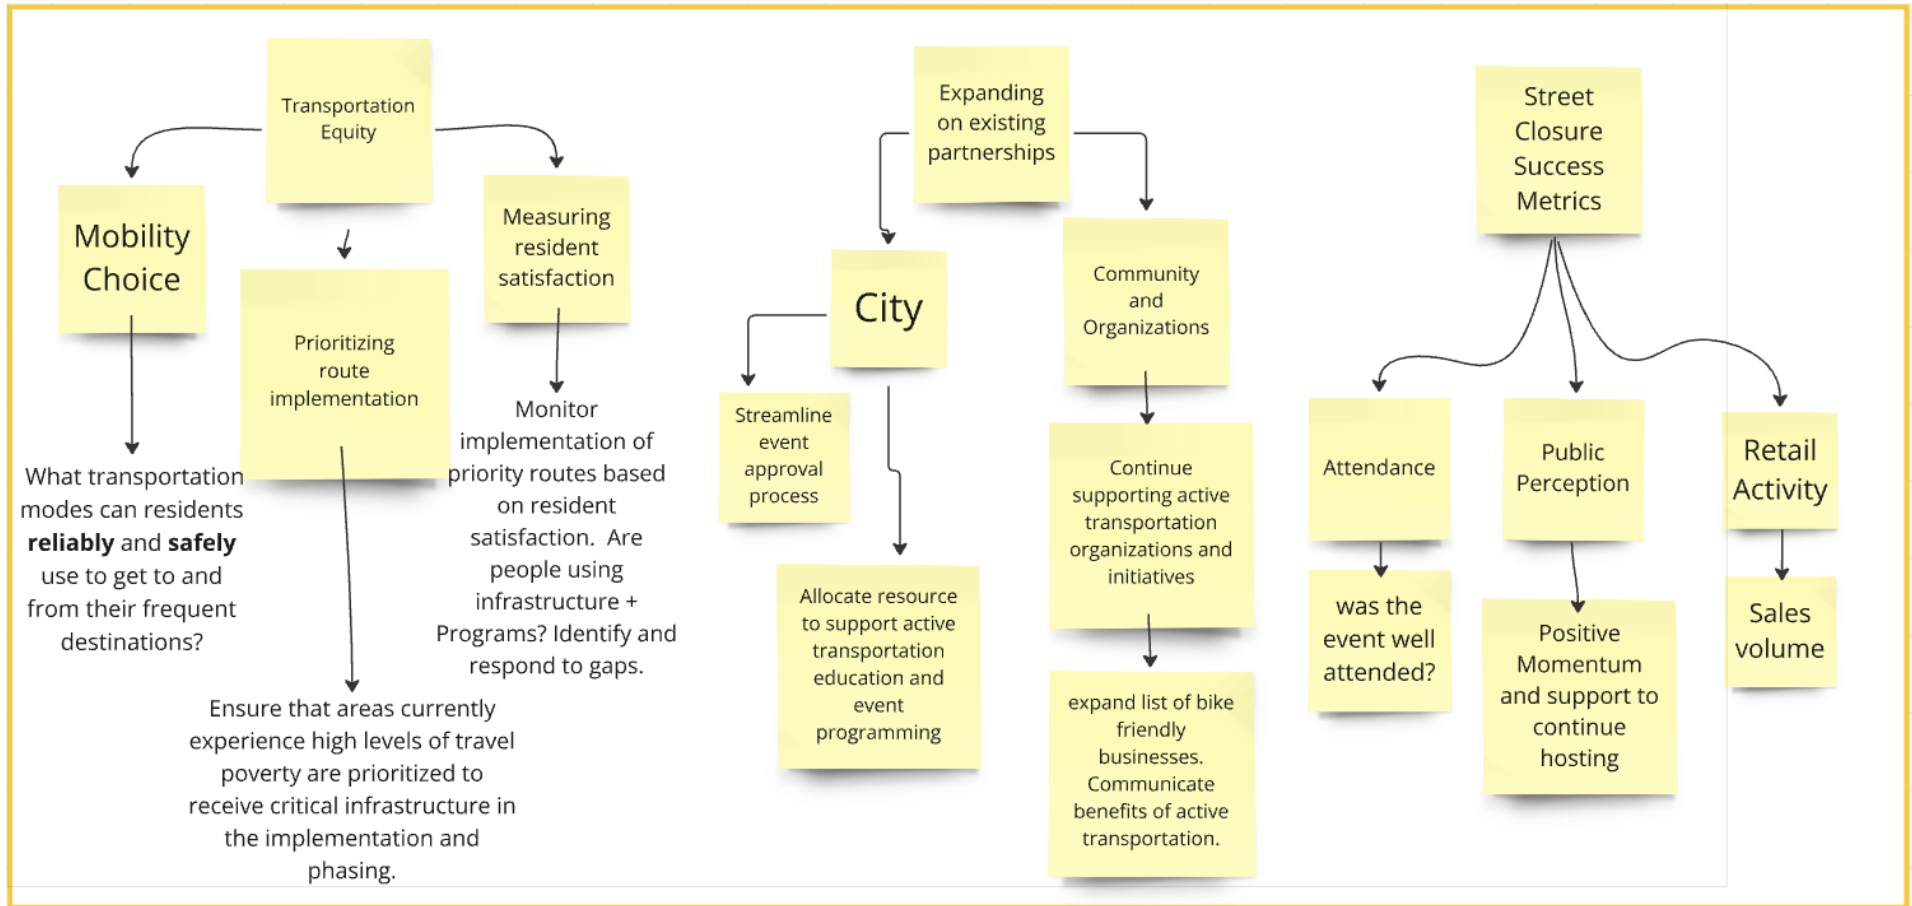 Transportation
Equity
Mobility
Choice
What transportation
modes can residents
reliably and safely
use to get to and
from their frequent
destinations?
Prioritizing
route
implementation
Ensure that areas currently
experience high levels of travel
poverty are prioritized to
receive critical infrastructure in
the implementation and
phasing.
Measuring
resident
satisfaction
Monitor
implementation of
priority routes based
on resident
satisfaction. Are
people using
infrastructure +
Programs? Identify and
respond to gaps.
Expanding
on existing
partnerships
City
Streamline
event
approval
process
Allocate resource
to support active
transportation
education and
event
programming
Community
and
Organizations
Continue
supporting active
transportation
organizations and
initiatives
expand list of bike
friendly
businesses.
Communicate
benefits of active
transportation.
Street
Closure
Success
Metrics
Attendance
was the
event well
attended?
Public
Perception
Positive
Momentum
and support to
continue
hosting
Retail
Activity
Sales
volume